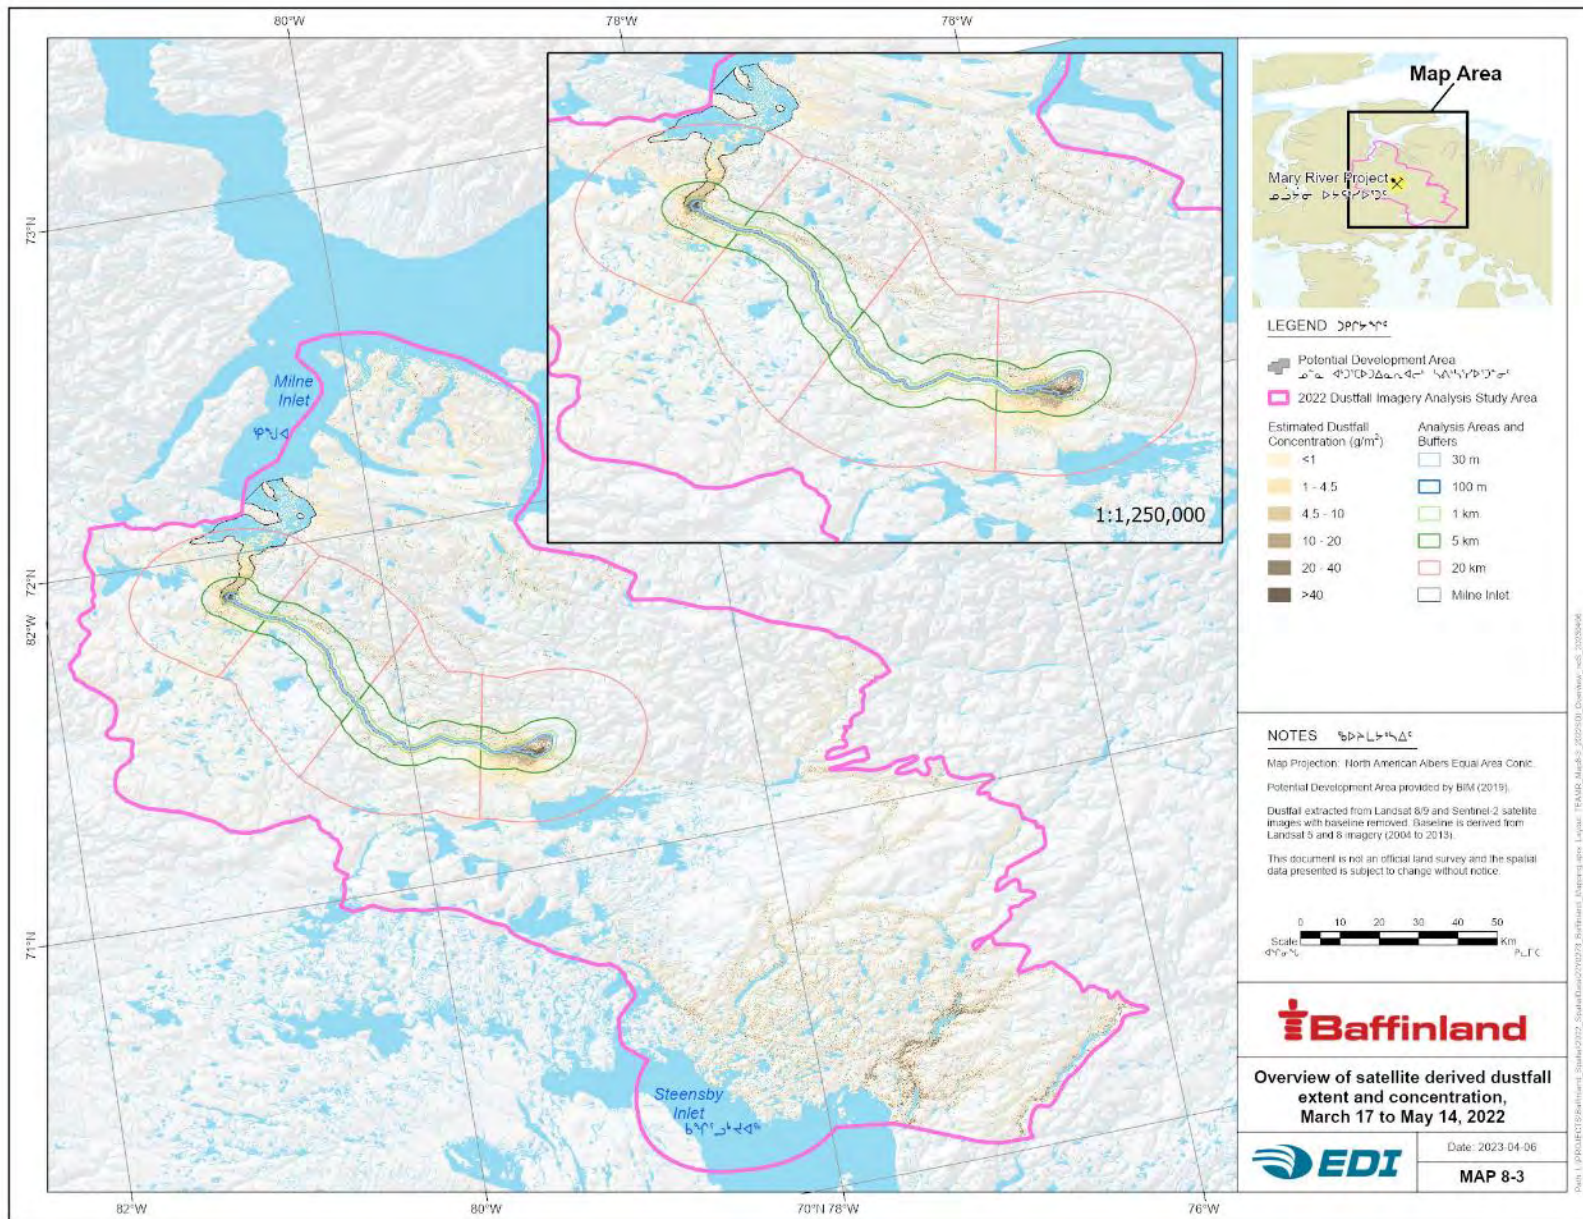 80°W
78°W
76°W
73°N
72°N
82°W
71°N
82°W
80°W
70°N 78°W
76°W
Milne
Inlet
Steensby
Inlet
1:1,250,000
Map Area
Mary River Project
LEGEND
Potential Development Area
2022 Dustfall Imagery Analysis Study Area
Estimated Dustfall
Concentration (g/m²)
<1
1 - 4.5
4.5 - 10
10 - 20
20 - 40
>40
Analysis Areas and
Buffers
30 m
100 m
1 km
5 km
20 km
Milne Inlet
NOTES
Map Projection: North American Albers Equal Area Conic.
Potential Development Area provided by BIM (2019).
Dustfall extracted from Landsat 8/9 and Sentinel-2 satellite
images with baseline removed. Baseline is derived from
Landsat 5 and 8 imagery (2004 to 2013).
This document is not an official land survey and the spatial
data presented is subject to change without notice.
0 10 20 30 40 50
Scale
Km
Baffinland
Overview of satellite derived dustfall
extent and concentration,
March 17 to May 14, 2022
EDI
Date: 2023-04-06
MAP 8-3